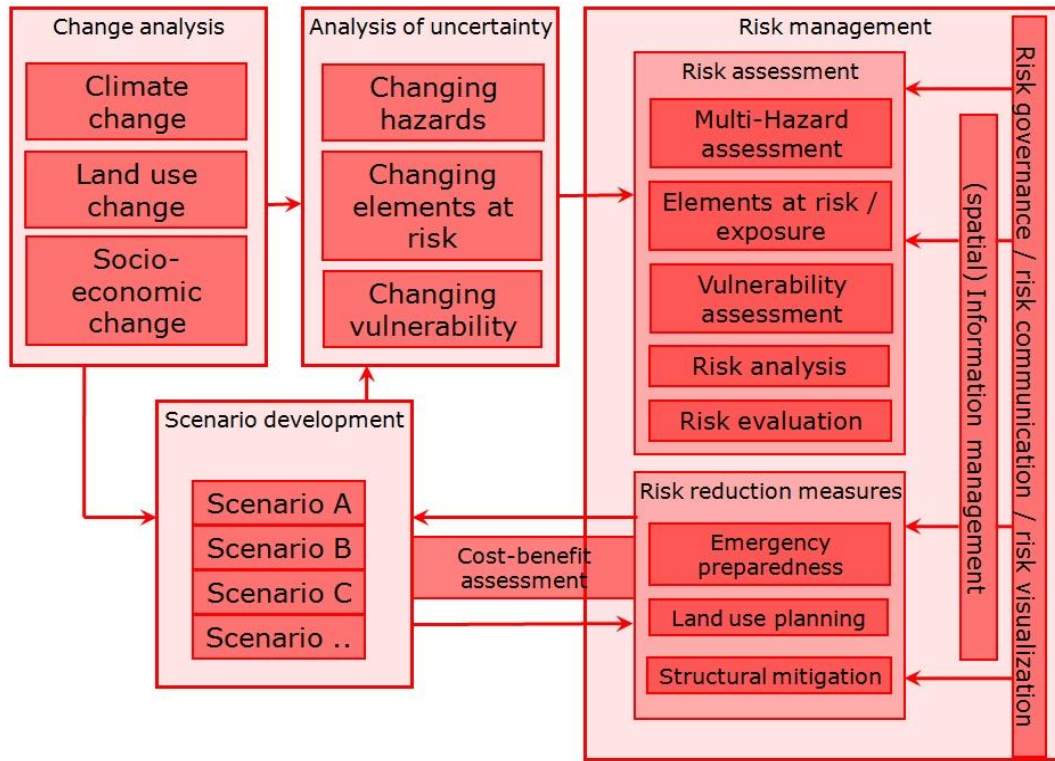 Change analysis
Climate
change
Land use
change
Socio-
economic
change
Analysis of uncertainty
Changing
hazards
Changing
elements at
risk
Changing
vulnerability
Scenario development
Scenario A
Scenario B
Scenario C
Scenario ..
Cost-benefit
assessment
Risk management
Risk assessment
Multi-Hazard
assessment
Elements at risk /
exposure
Vulnerability
assessment
Risk analysis
Risk evaluation
Risk reduction measures
Emergency
preparedness
Land use planning
Structural mitigation
(spatial) Information management
Risk governance / risk communication / risk visualization